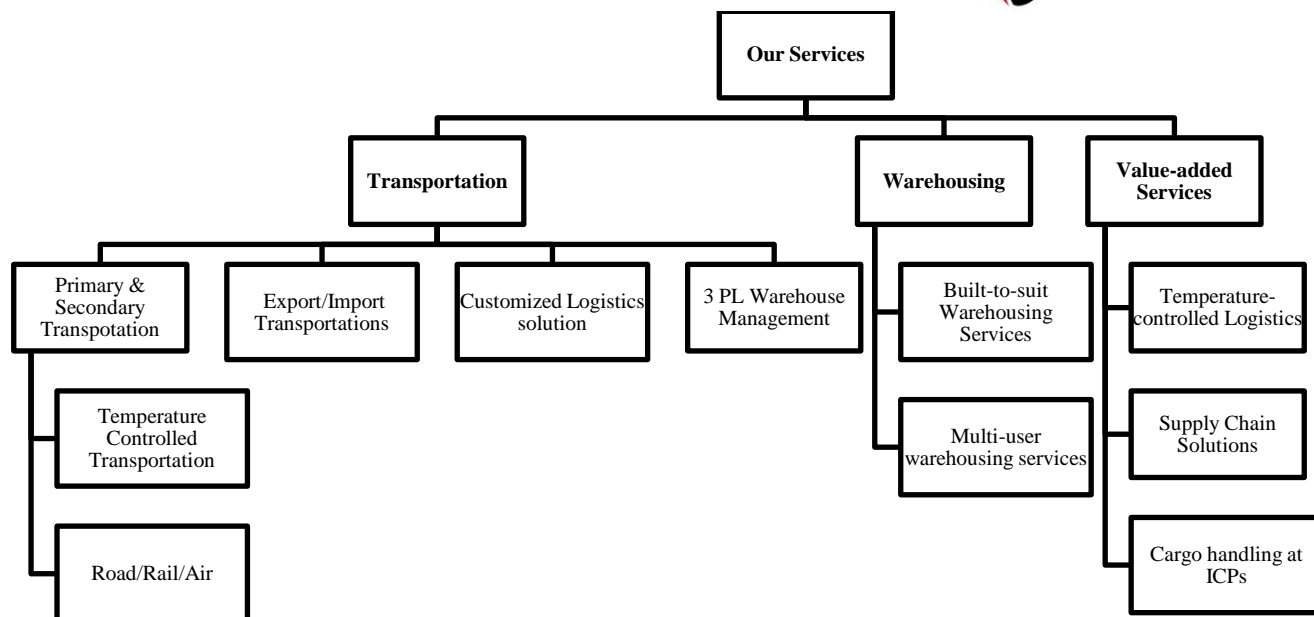 Our Services
Transportation
Warehousing
Value-added
Services
Primary &
Secondary
Transpotation
Export/Import
Transportations
Customized Logistics
solution
3 PL Warehouse
Management
Built-to-suit
Warehousing
Services
Temperature-
controlled Logistics
Temperature
Controlled
Transportation
Multi-user
warehousing services
Supply Chain
Solutions
Road/Rail/Air
Cargo handling at
ICPs